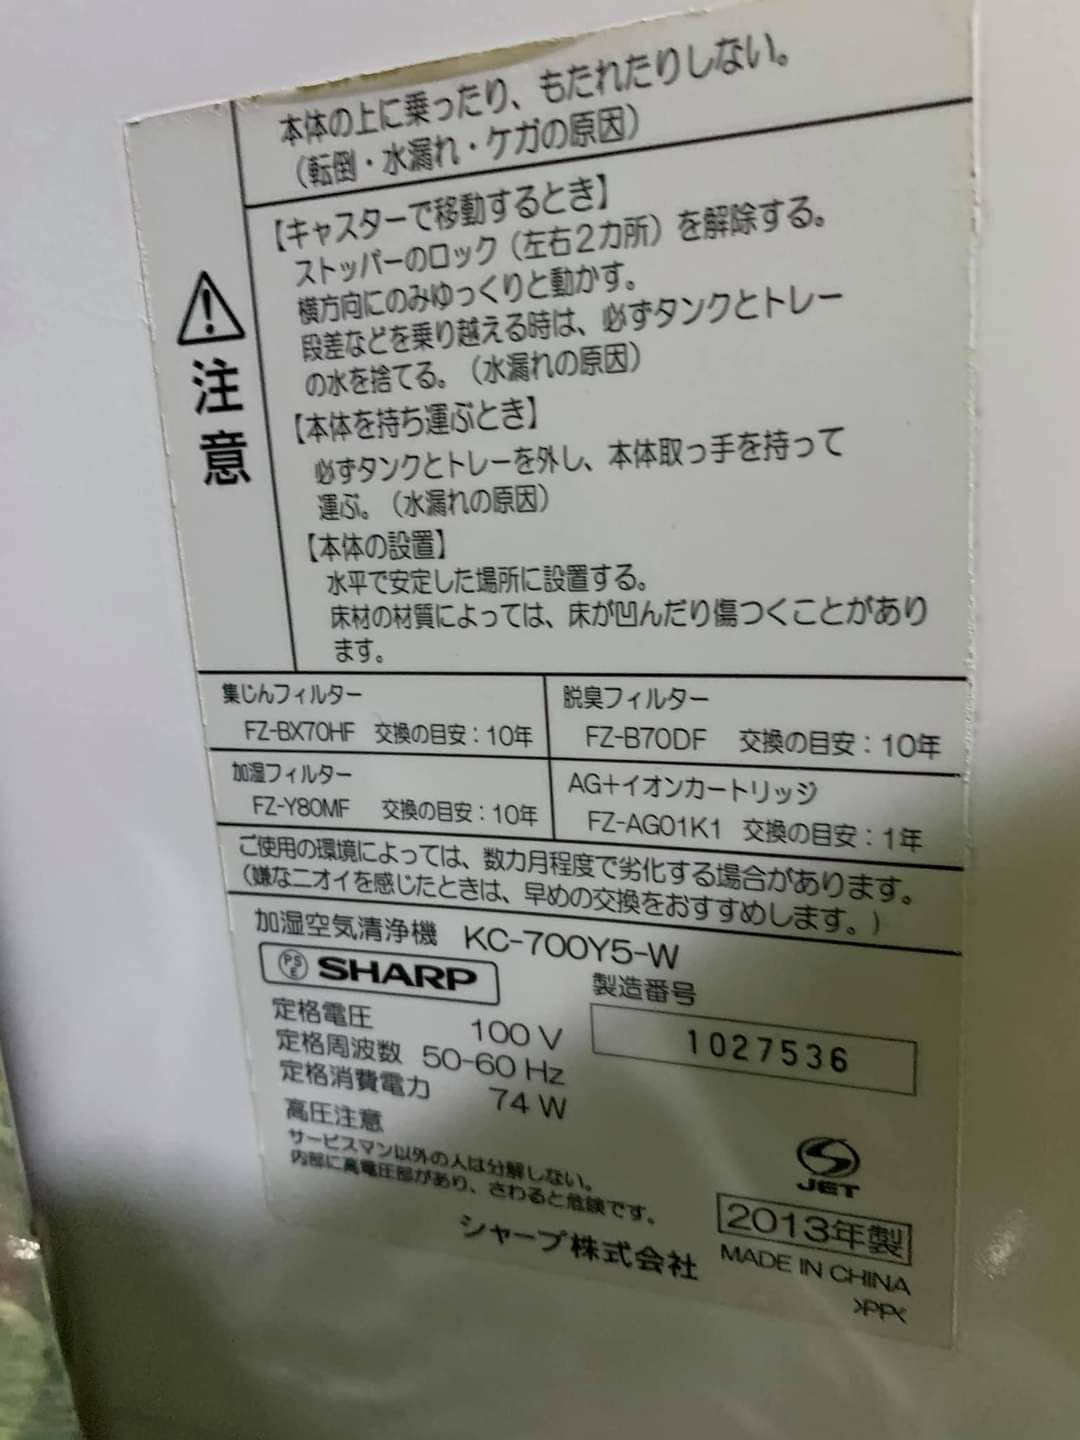 本体の上に乗ったり、もたれたりしない。
（転倒・水漏れ・ケガの原因）
注意
【キャスターで移動するとき】
ストッパーのロック（左右2カ所）を解除する。
横方向にのみゆっくりと動かす。
段差などを乗り越える時は、必ずタンクとトレー
の水を捨てる。（水漏れの原因）
【本体を持ち運ぶとき】
必ずタンクとトレーを外し、本体取っ手を持って
運ぶ。（水漏れの原因）
【本体の設置】
水平で安定した場所に設置する。
床材の材質によっては、床が凹んだり傷つくことがあり
ます。
集じんフィルター
FZ-BX70HF 交換の目安：10年
脱臭フィルター
FZ-B70DF 交換の目安：10年
加湿フィルター
FZ-Y80MF 交換の目安：10年
AG+イオンカートリッジ
FZ-AG01K1 交換の目安：1年
ご使用の環境によっては、数カ月程度で劣化する場合があります。
（嫌なニオイを感じたときは、早めの交換をおすすめします。）
加湿空気清浄機 KC-700Y5-W
PSE SHARP
製造番号
1027536
定格電圧 100 V
定格周波数 50-60 Hz
定格消費電力 74 W
高圧注意
サービスマン以外の人は分解しない。
内部に高電圧部があり、さわると危険です。
シャープ株式会社
JET
2013年製
MADE IN CHINA
>PP<